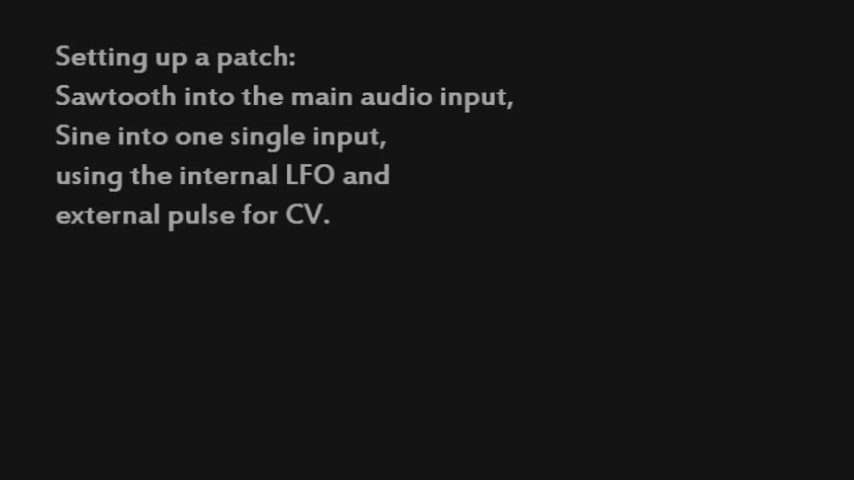 Setting up a patch:
Sawtooth into the main audio input,
Sine into one single input,
using the internal LFO and
external pulse for CV.